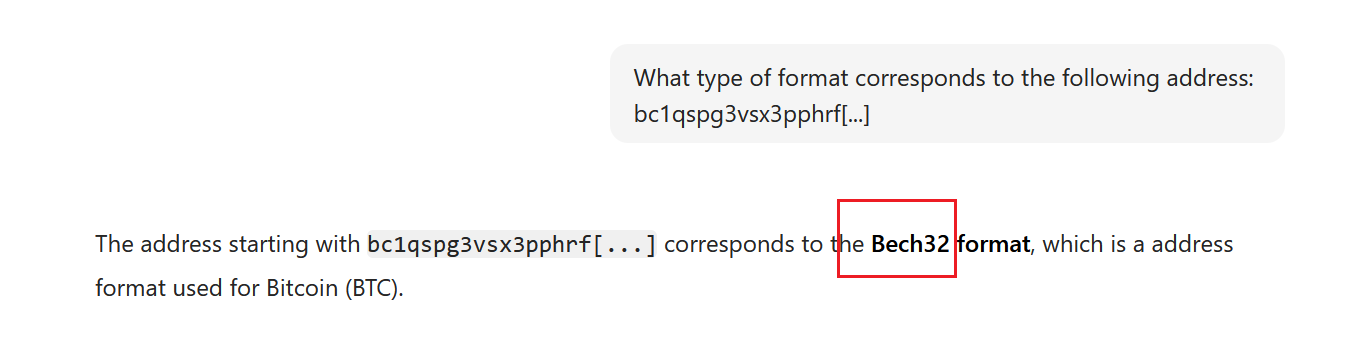 What type of format corresponds to the following address:
bc1qspg3vsx3pphrf[...]
The address starting with bc1qspg3vsx3pphrf[...] corresponds to the Bech32 format, which is a address
format used for Bitcoin (BTC).